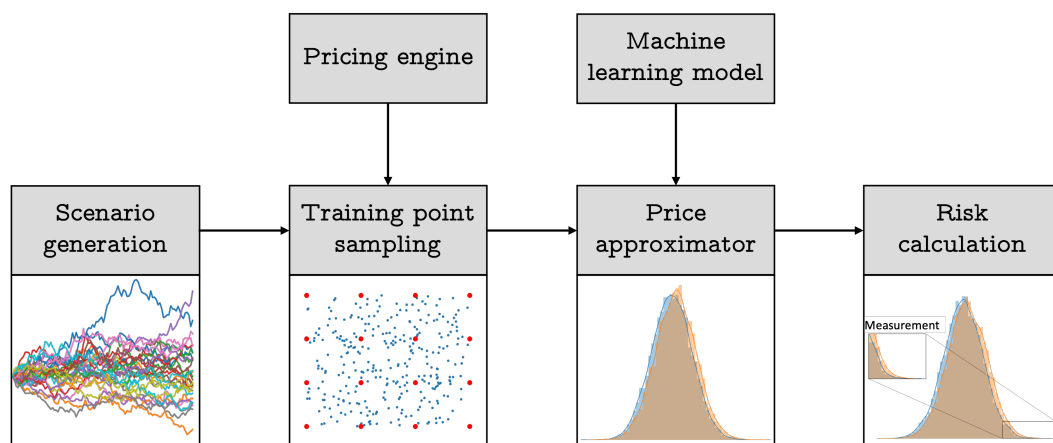 Pricing engine
Machine
learning model
Scenario
generation
Training point
sampling
Price
approximator
Risk
calculation
Measurement